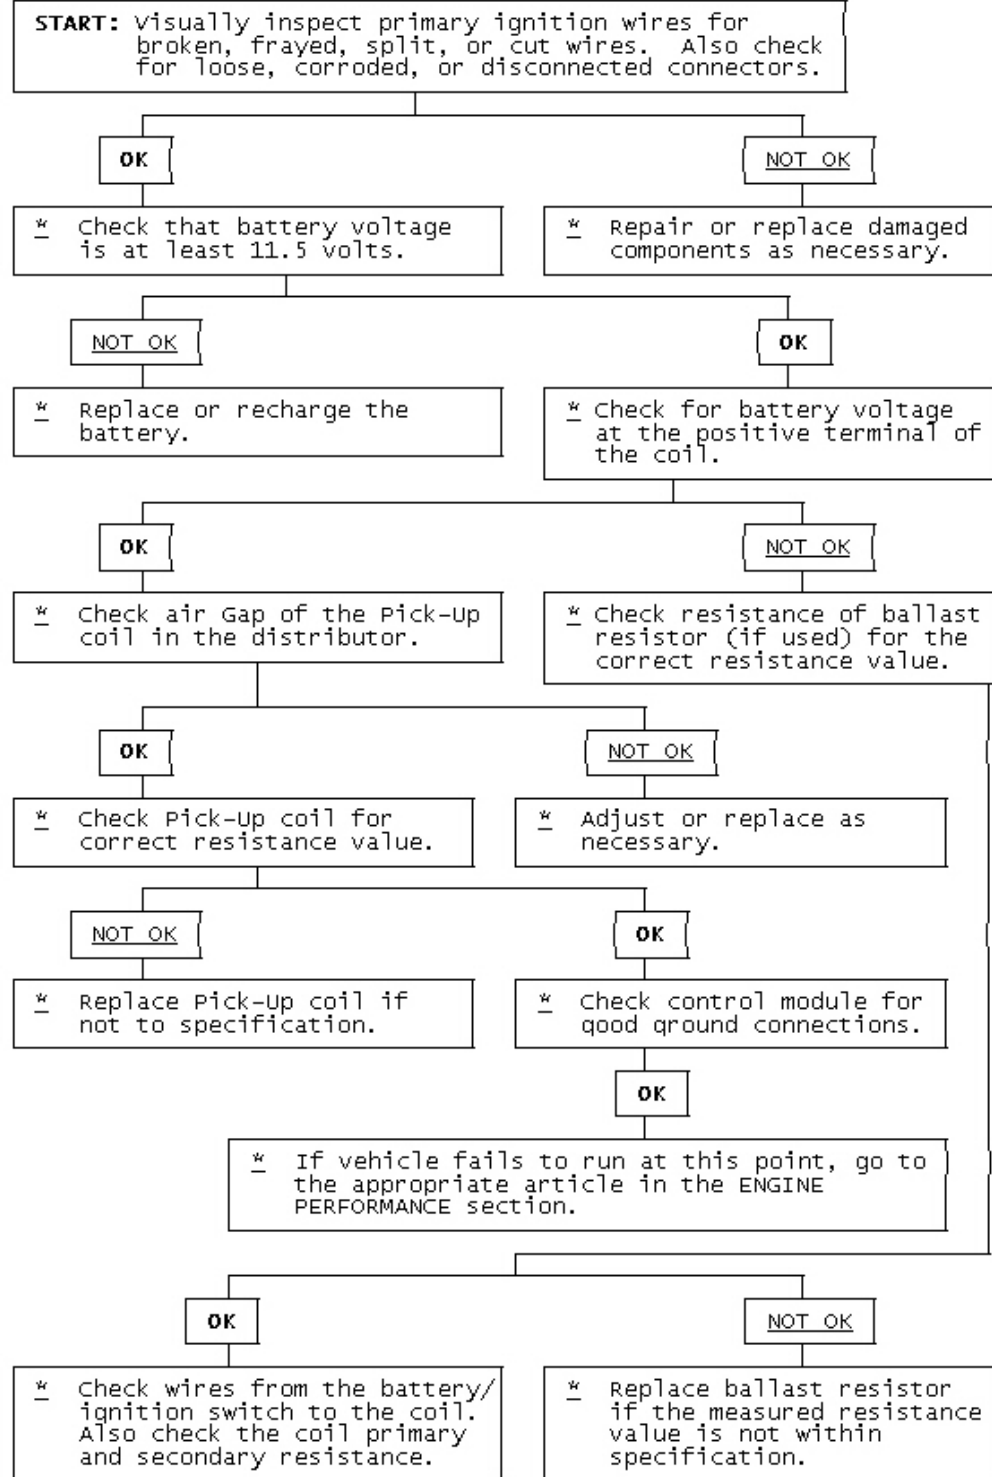 START: Visually inspect primary ignition wires for
broken, frayed, split, or cut wires. Also check
for loose, corroded, or disconnected connectors.
OK
NOT OK
* Check that battery voltage
is at least 11.5 volts.
* Repair or replace damaged
components as necessary.
NOT OK
OK
* Replace or recharge the
battery.
* Check for battery voltage
at the positive terminal of
the coil.
OK
NOT OK
* Check air Gap of the Pick-Up
coil in the distributor.
* Check resistance of ballast
resistor (if used) for the
correct resistance value.
OK
NOT OK
* Check Pick-Up coil for
correct resistance value.
* Adjust or replace as
necessary.
NOT OK
OK
* Replace Pick-Up coil if
not to specification.
* Check control module for
good ground connections.
OK
* If vehicle fails to run at this point, go to
the appropriate article in the ENGINE
PERFORMANCE section.
OK
NOT OK
* Check wires from the battery/
ignition switch to the coil.
Also check the coil primary
and secondary resistance.
* Replace ballast resistor
if the measured resistance
value is not within
specification.